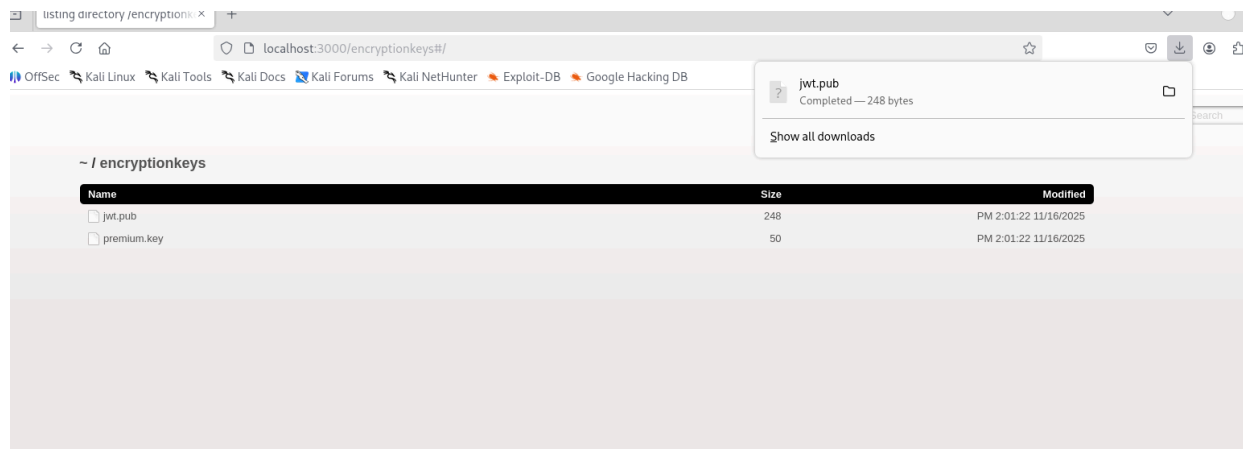 listing directory /encryptionk
localhost:3000/encryptionkeys#/
OffSec Kali Linux Kali Tools Kali Docs Kali Forums Kali NetHunter Exploit-DB Google Hacking DB
jwt.pub
Completed — 248 bytes
Show all downloads
Search
~ / encryptionkeys
Name Size Modified
jwt.pub 248 PM 2:01:22 11/16/2025
premium.key 50 PM 2:01:22 11/16/2025